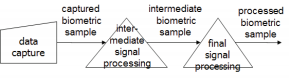 captured
biometric
sample
intermediate
biometric
sample
processed
biometric
sample
data
capture
inter-
mediate
signal
processing
final
signal
processing